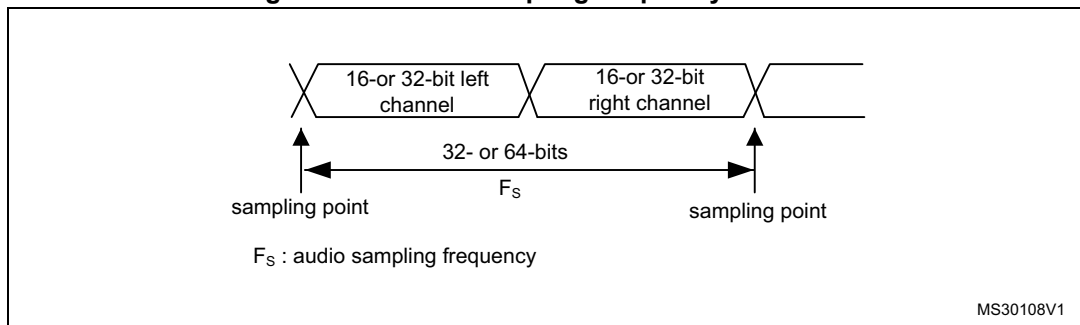 16-or 32-bit left
channel
16-or 32-bit
right channel
32- or 64-bits
FS
sampling point
sampling point
FS : audio sampling frequency
MS30108V1